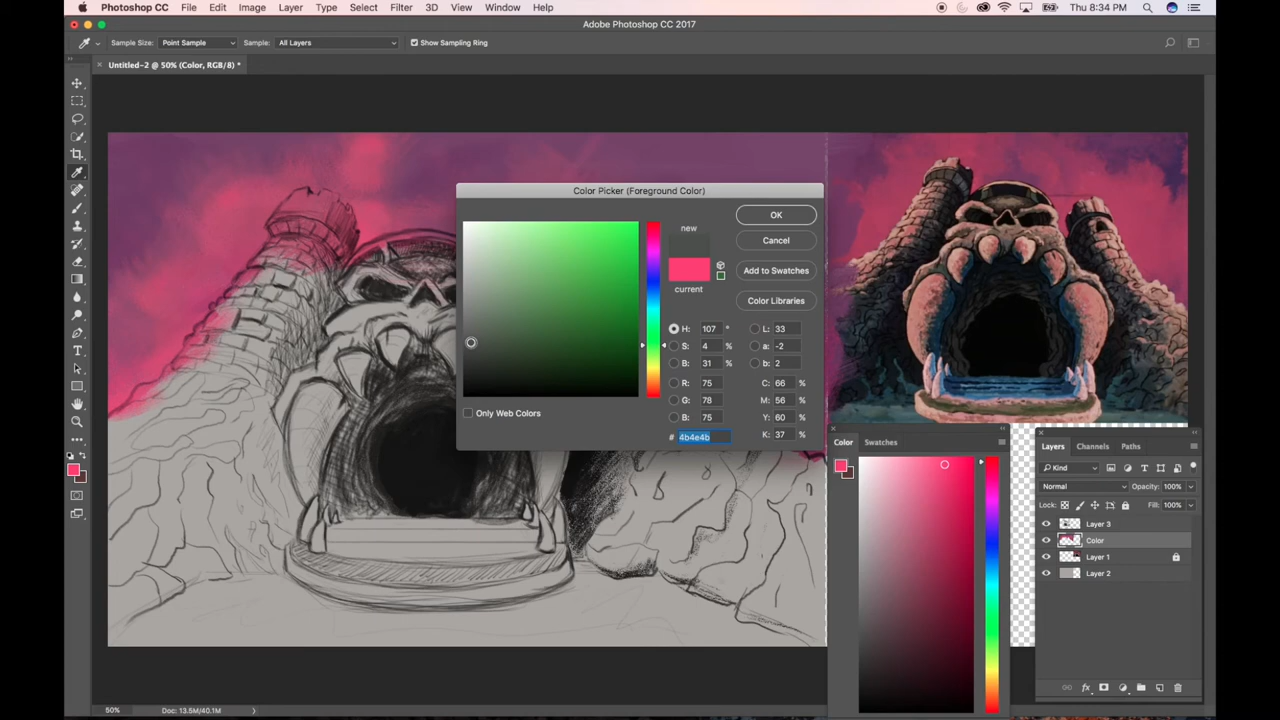 Photoshop CC File Edit Image Layer Type Select Filter 3D View Window Help Thu 8:34 PM
Adobe Photoshop CC 2017
Sample Size: Point Sample Sample: All Layers Show Sampling Ring
Untitled-2 @ 50% (Color, RGB/8) *
Color Picker (Foreground Color)
new
current
OK
Cancel
Add to Swatches
Color Libraries
H: 107 ° L: 33
S: 4 % a: -2
B: 31 % b: 2
R: 75 C: 66 %
G: 78 M: 56 %
B: 75 Y: 60 %
# 4b4e4b K: 37 %
Only Web Colors
Color Swatches
Layers Channels Paths
Kind
Normal Opacity: 100%
Lock: Fill: 100%
Layer 3
Color
Layer 1
Layer 2
fx
50% Doc: 13.5M/40.1M